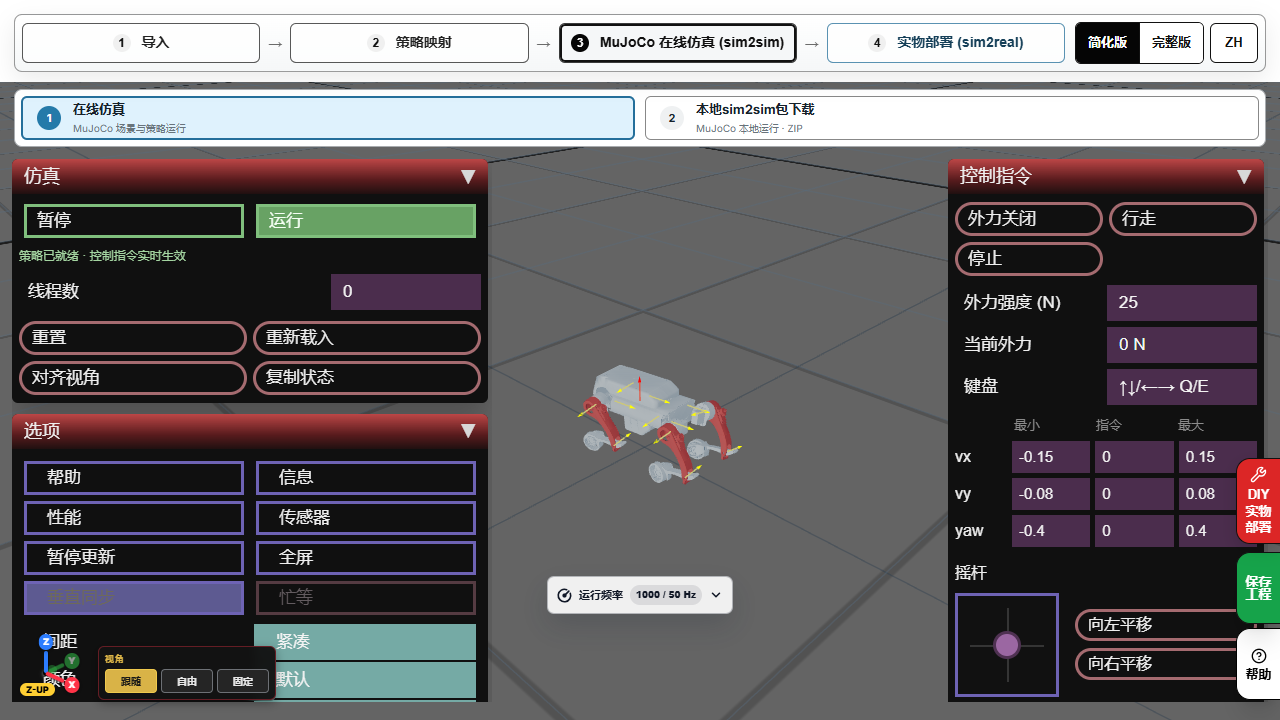 1 导入 → 2 策略映射 → 3 MuJoCo 在线仿真 (sim2sim) → 4 实物部署 (sim2real) 简化版 完整版 ZH
1 在线仿真
MuJoCo 场景与策略运行
2 本地sim2sim包下载
MuJoCo 本地运行 · ZIP
仿真
暂停 运行
策略已就绪 · 控制指令实时生效
线程数 0
重置 重新载入
对齐视角 复制状态
选项
帮助 信息
性能 传感器
暂停更新 全屏
垂直同步 忙等
间距 紧凑
颜色 默认
Z Y X
Z-UP
视角
跟随 自由 固定
运行频率 1000 / 50 Hz
控制指令
外力关闭 行走
停止
外力强度 (N) 25
当前外力 0 N
键盘 ↑↓/←→ Q/E
最小 指令 最大
vx -0.15 0 0.15
vy -0.08 0 0.08
yaw -0.4 0 0.4
摇杆
向左平移
向右平移
DIY
实物
部署
保存
工程
帮助